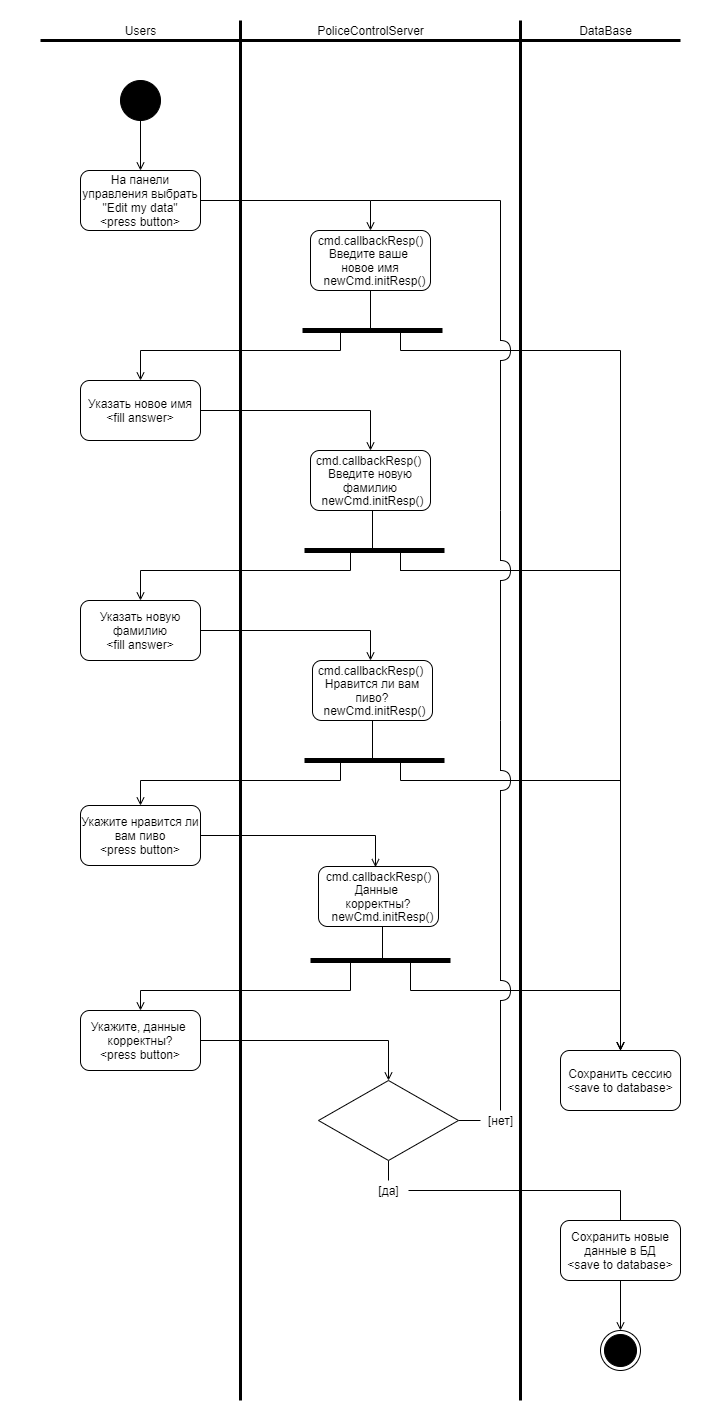 Users
PoliceControlServer
DataBase
На панели
управления выбрать
"Edit my data"
<press button>
cmd.callbackResp()
Введите ваше
новое имя
newCmd.initResp()
Указать новое имя
<fill answer>
cmd.callbackResp()
Введите новую
фамилию
newCmd.initResp()
Указать новую
фамилию
<fill answer>
cmd.callbackResp()
Нравится ли вам
пиво?
newCmd.initResp()
Укажите нравится ли
вам пиво
<press button>
cmd.callbackResp()
Данные
корректны?
newCmd.initResp()
Укажите, данные
корректны?
<press button>
Сохранить сессию
<save to database>
[нет]
[да]
Сохранить новые
данные в БД
<save to database>